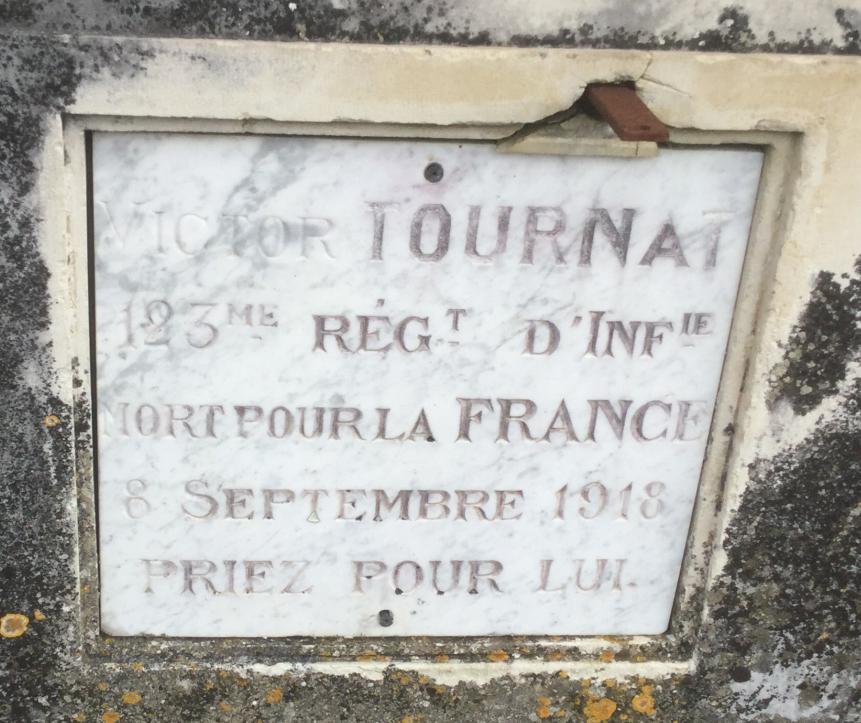 VICTOR TOURNAT
123ME RÉGT D'INFIE
MORT POUR LA FRANCE
8 SEPTEMBRE 1918
PRIEZ POUR LUI.